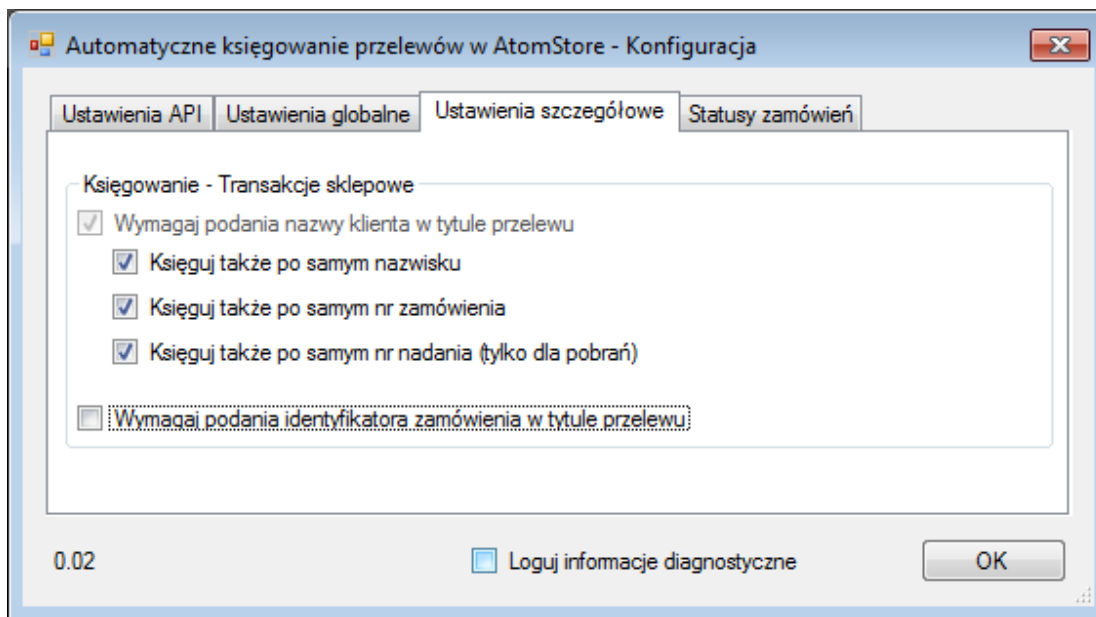 Automatyczne księgowanie przelewów w AtomStore - Konfiguracja
Ustawienia API Ustawienia globalne Ustawienia szczegółowe Statusy zamówień
Księgowanie - Transakcje sklepowe
Wymagaj podania nazwy klienta w tytule przelewu
Księguj także po samym nazwisku
Księguj także po samym nr zamówienia
Księguj także po samym nr nadania (tylko dla pobrań)
Wymagaj podania identyfikatora zamówienia w tytule przelewu
0.02 Loguj informacje diagnostyczne OK